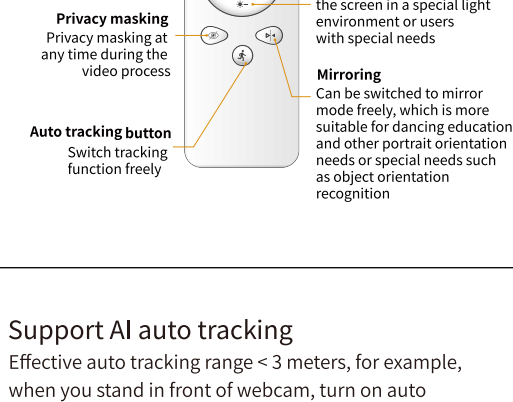 the screen in a special light
environment or users
with special needs
Privacy masking
Privacy masking at
any time during the
video process
Mirroring
Can be switched to mirror
mode freely, which is more
suitable for dancing education
and other portrait orientation
needs or special needs such
as object orientation
recognition
Auto tracking button
Switch tracking
function freely
Support AI auto tracking
Effective auto tracking range < 3 meters, for example,
when you stand in front of webcam, turn on auto